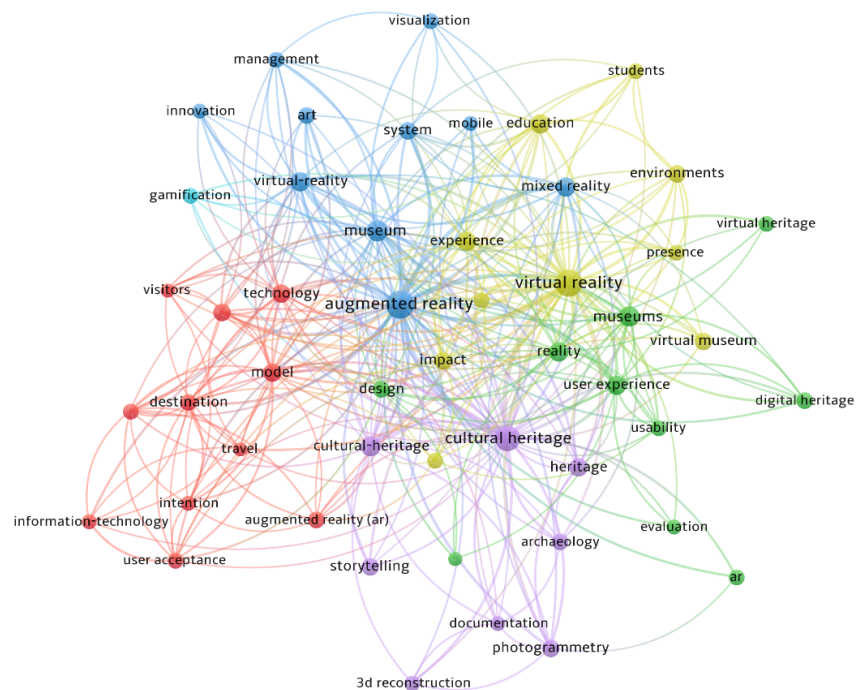 visualization
management
students
innovation
art
system
mobile
education
virtual-reality
mixed reality
environments
gamification
virtual heritage
museum
experience
presence
visitors
technology
augmented reality
virtual reality
museums
virtual museum
impact
reality
model
design
user experience
destination
digital heritage
usability
travel
cultural-heritage
cultural heritage
heritage
intention
information-technology
augmented reality (ar)
evaluation
archaeology
user acceptance
storytelling
ar
documentation
photogrammetry
3d reconstruction